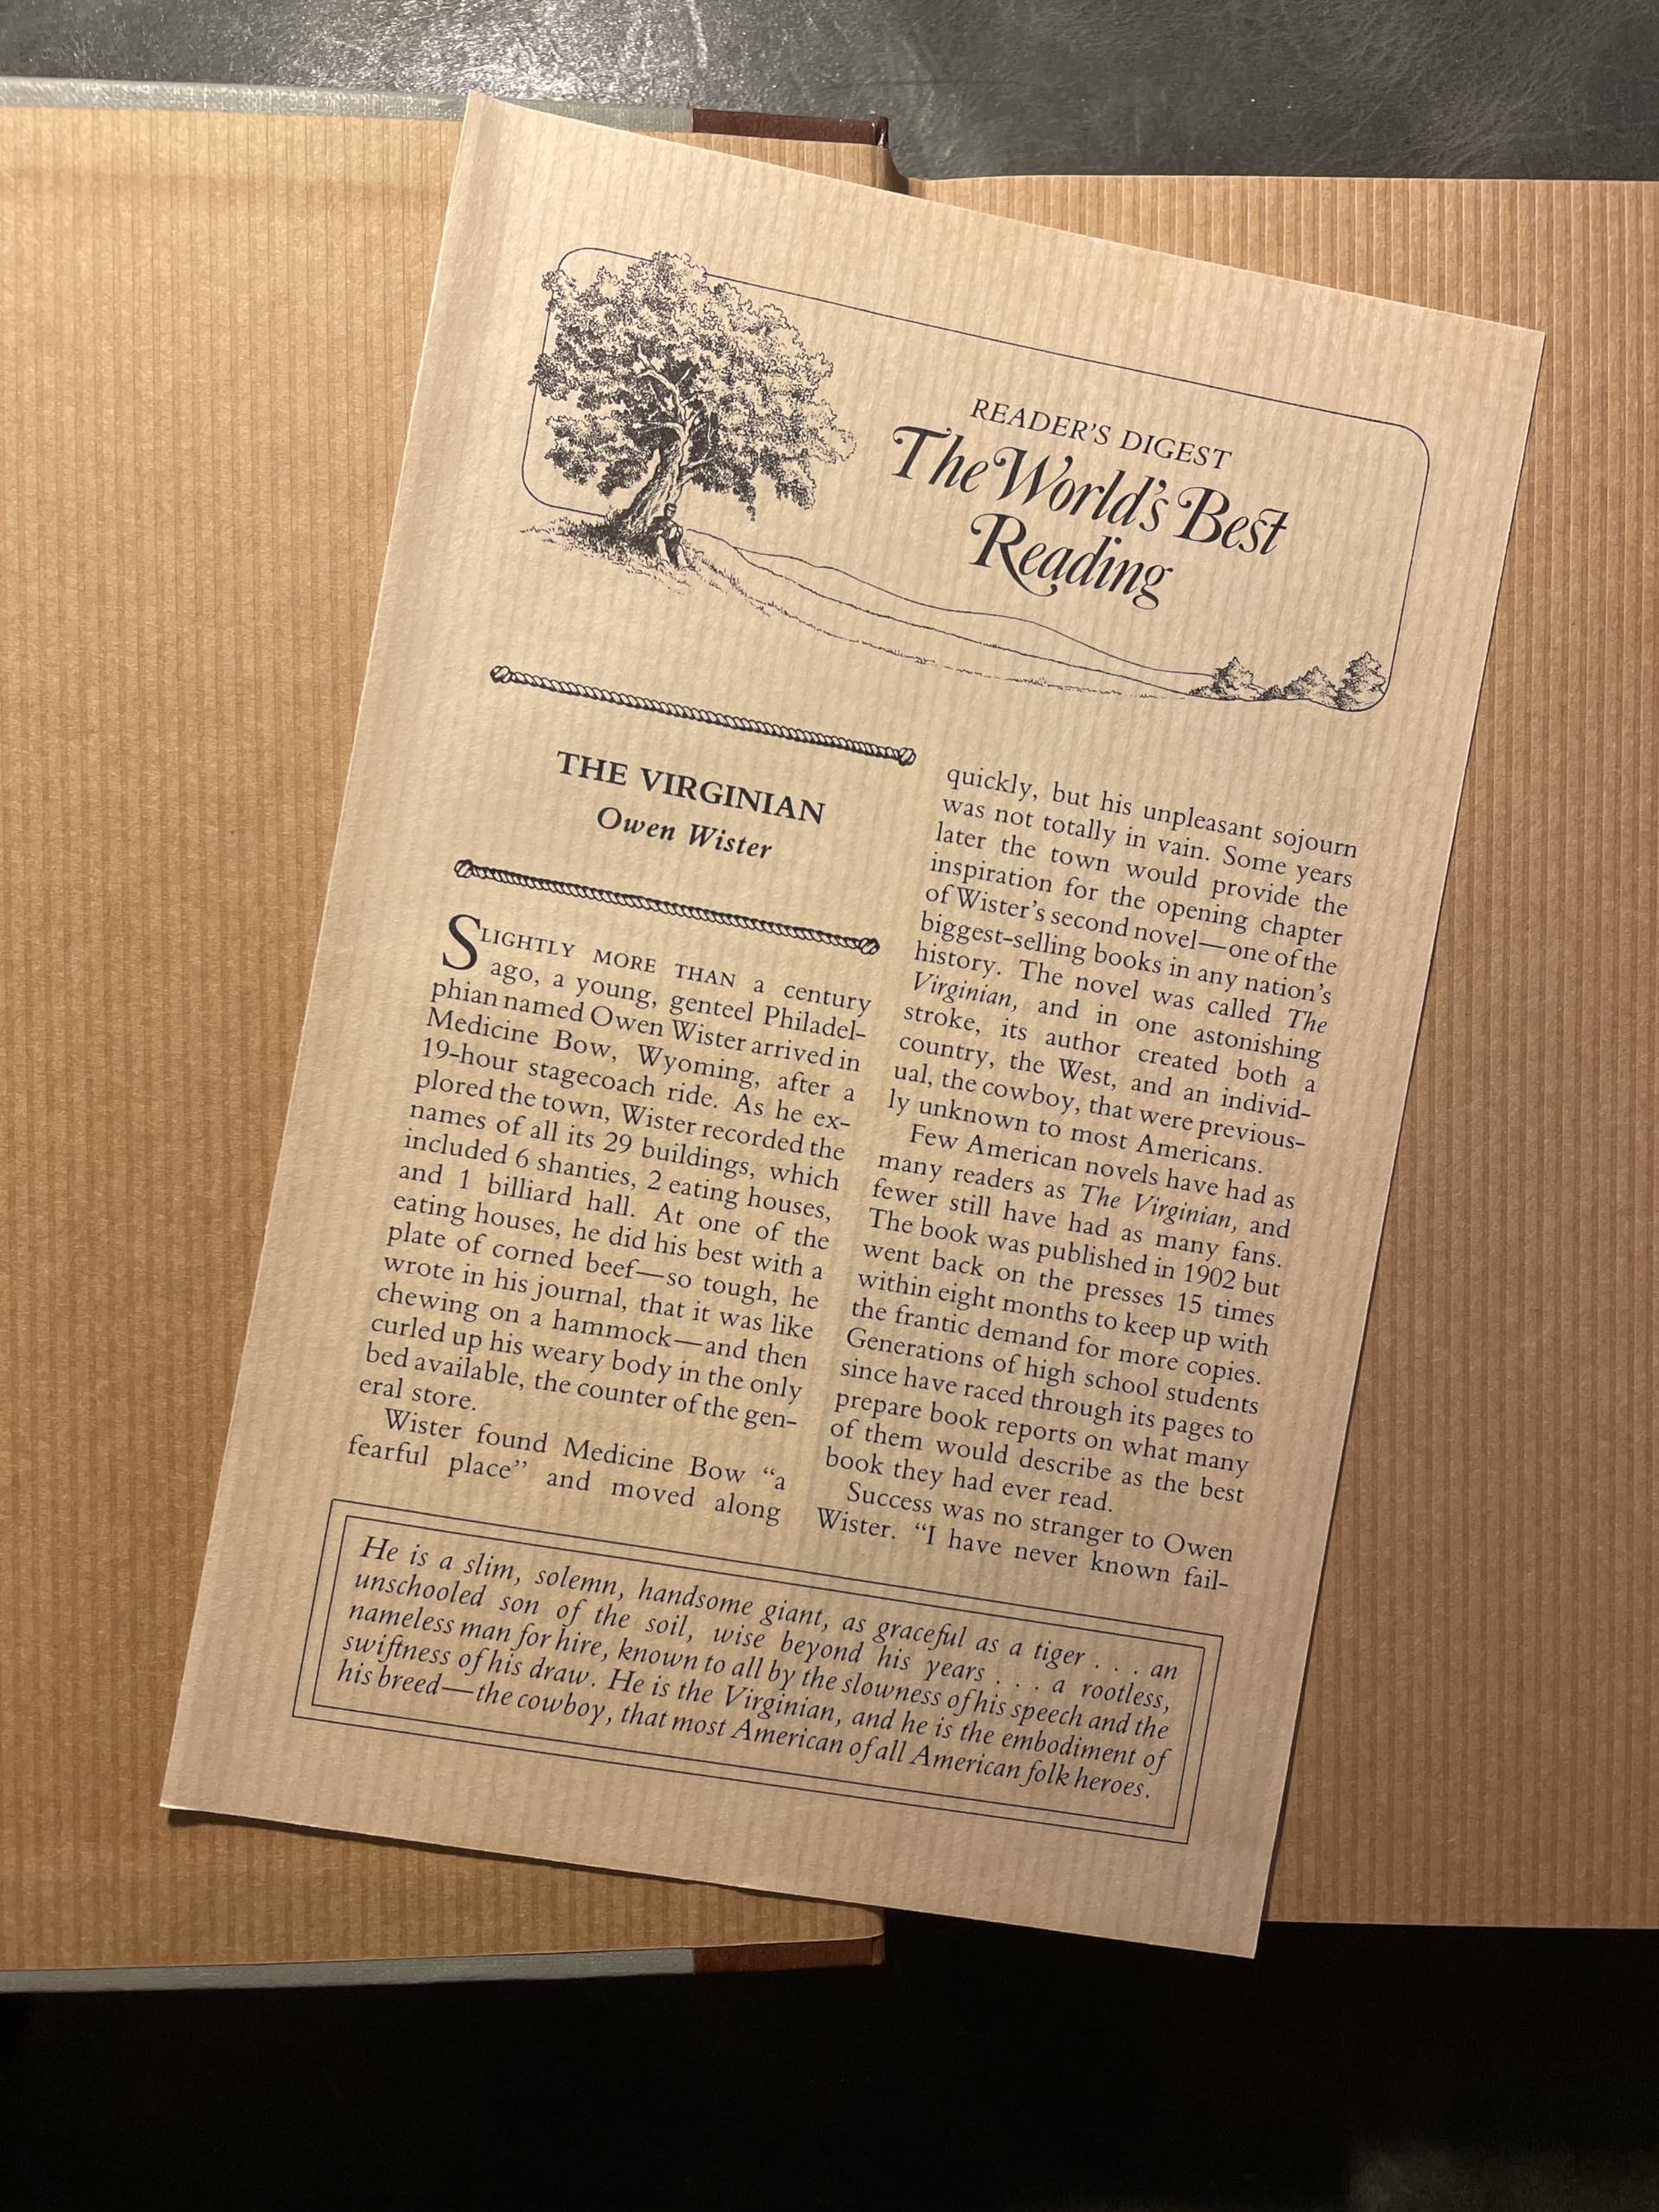 READER'S DIGEST
The World's Best
Reading
THE VIRGINIAN
Owen Wister
SLIGHTLY MORE THAN a century
ago, a young, genteel Philadel-
phian named Owen Wister arrived in
Medicine Bow, Wyoming, after a
19-hour stagecoach ride. As he ex-
plored the town, Wister recorded the
names of all its 29 buildings, which
included 6 shanties, 2 eating houses,
and 1 billiard hall. At one of the
eating houses, he did his best with a
plate of corned beef—so tough, he
wrote in his journal, that it was like
chewing on a hammock—and then
curled up his weary body in the only
bed available, the counter of the gen-
eral store.
Wister found Medicine Bow “a
fearful place” and moved along
quickly, but his unpleasant sojourn
was not totally in vain. Some years
later the town would provide the
inspiration for the opening chapter
of Wister's second novel—one of the
biggest-selling books in any nation's
history. The novel was called The
Virginian, and in one astonishing
stroke, its author created both a
country, the West, and an individ-
ual, the cowboy, that were previous-
ly unknown to most Americans.
Few American novels have had as
many readers as The Virginian, and
fewer still have had as many fans.
The book was published in 1902 but
went back on the presses 15 times
within eight months to keep up with
the frantic demand for more copies.
Generations of high school students
since have raced through its pages to
prepare book reports on what many
of them would describe as the best
book they had ever read.
Success was no stranger to Owen
Wister. “I have never known fail-
He is a slim, solemn, handsome giant, as graceful as a tiger . . . an
unschooled son of the soil, wise beyond his years . . . a rootless,
nameless man for hire, known to all by the slowness of his speech and the
swiftness of his draw. He is the Virginian, and he is the embodiment of
his breed—the cowboy, that most American of all American folk heroes.